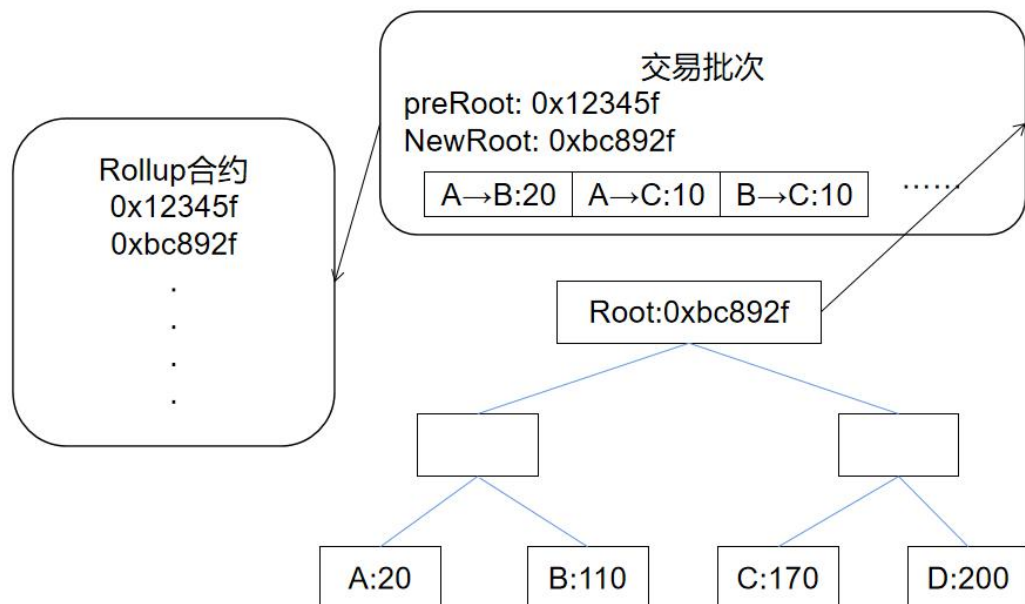 交易批次
preRoot: 0x12345f
NewRoot: 0xbc892f
A→B:20 A→C:10 B→C:10 ……
Rollup合约
0x12345f
0xbc892f
.
.
.
.
Root:0xbc892f
A:20 B:110 C:170 D:200